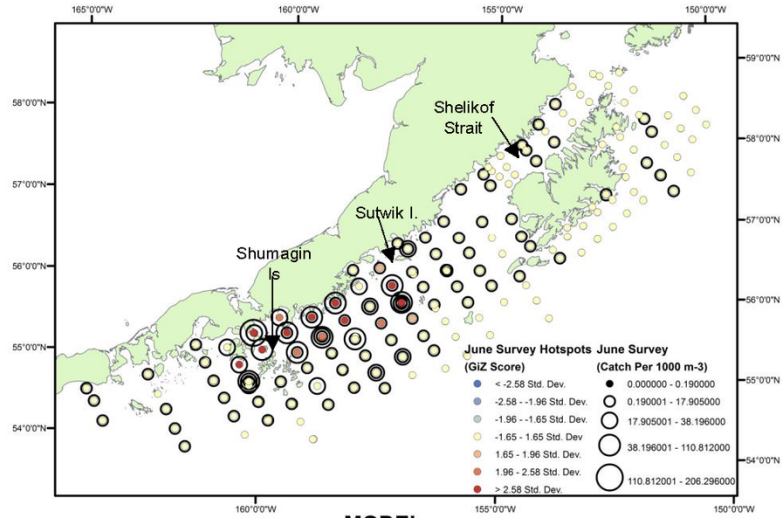 165°0'0"W 160°0'0"W 155°0'0"W 150°0'0"W
59°0'0"N
58°0'0"N
58°0'0"N
57°0'0"N
57°0'0"N
56°0'0"N
56°0'0"N
55°0'0"N
55°0'0"N
54°0'0"N
54°0'0"N
Shelikof
Strait
Sutwik I.
Shumagin
Is
June Survey Hotspots June Survey
(GiZ Score) (Catch Per 1000 m-3)
< -2.58 Std. Dev. 0.000000 - 0.190000
-2.58 - -1.96 Std. Dev. 0.190001 - 17.905000
-1.96 - -1.65 Std. Dev. 17.905001 - 38.196000
-1.65 - 1.65 Std. Dev
1.65 - 1.96 Std. Dev. 38.196001 - 110.812000
1.96 - 2.58 Std. Dev.
> 2.58 Std. Dev. 110.812001 - 206.296000
160°0'0"W 155°0'0"W 150°0'0"W